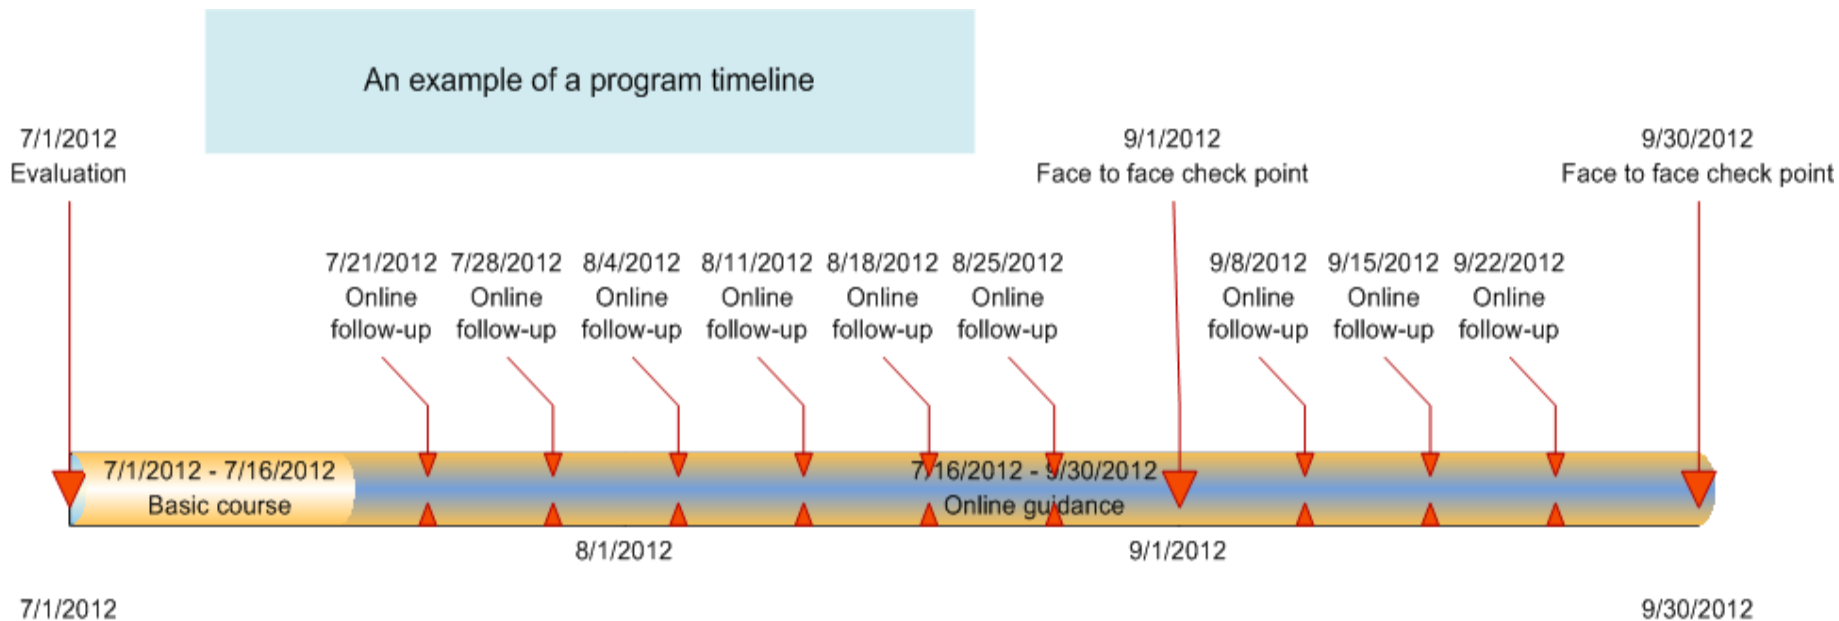 An example of a program timeline
7/1/2012
Evaluation
9/1/2012
Face to face check point
9/30/2012
Face to face check point
7/21/2012
Online
follow-up
7/28/2012
Online
follow-up
8/4/2012
Online
follow-up
8/11/2012
Online
follow-up
8/18/2012
Online
follow-up
8/25/2012
Online
follow-up
9/8/2012
Online
follow-up
9/15/2012
Online
follow-up
9/22/2012
Online
follow-up
7/1/2012 - 7/16/2012
Basic course
7/16/2012 - 9/30/2012
Online guidance
8/1/2012
9/1/2012
7/1/2012
9/30/2012